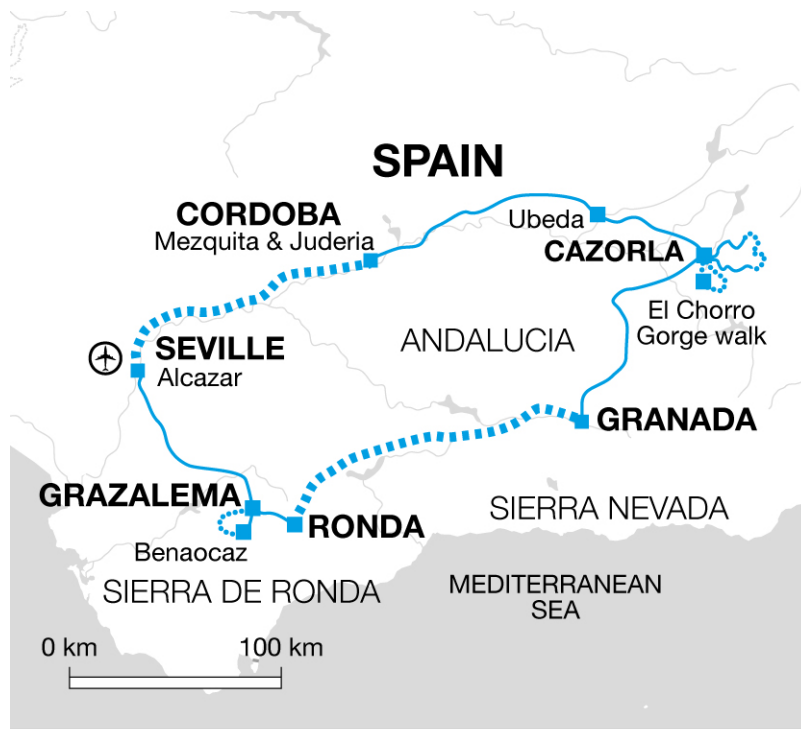 SPAIN
CORDOBA
Mezquita & Juderia
Ubeda
CAZORLA
El Chorro
Gorge walk
ANDALUCIA
SEVILLE
Alcazar
GRANADA
GRAZALEMA
RONDA
Benaocaz
SIERRA NEVADA
SIERRA DE RONDA
MEDITERRANEAN
SEA
0 km
100 km